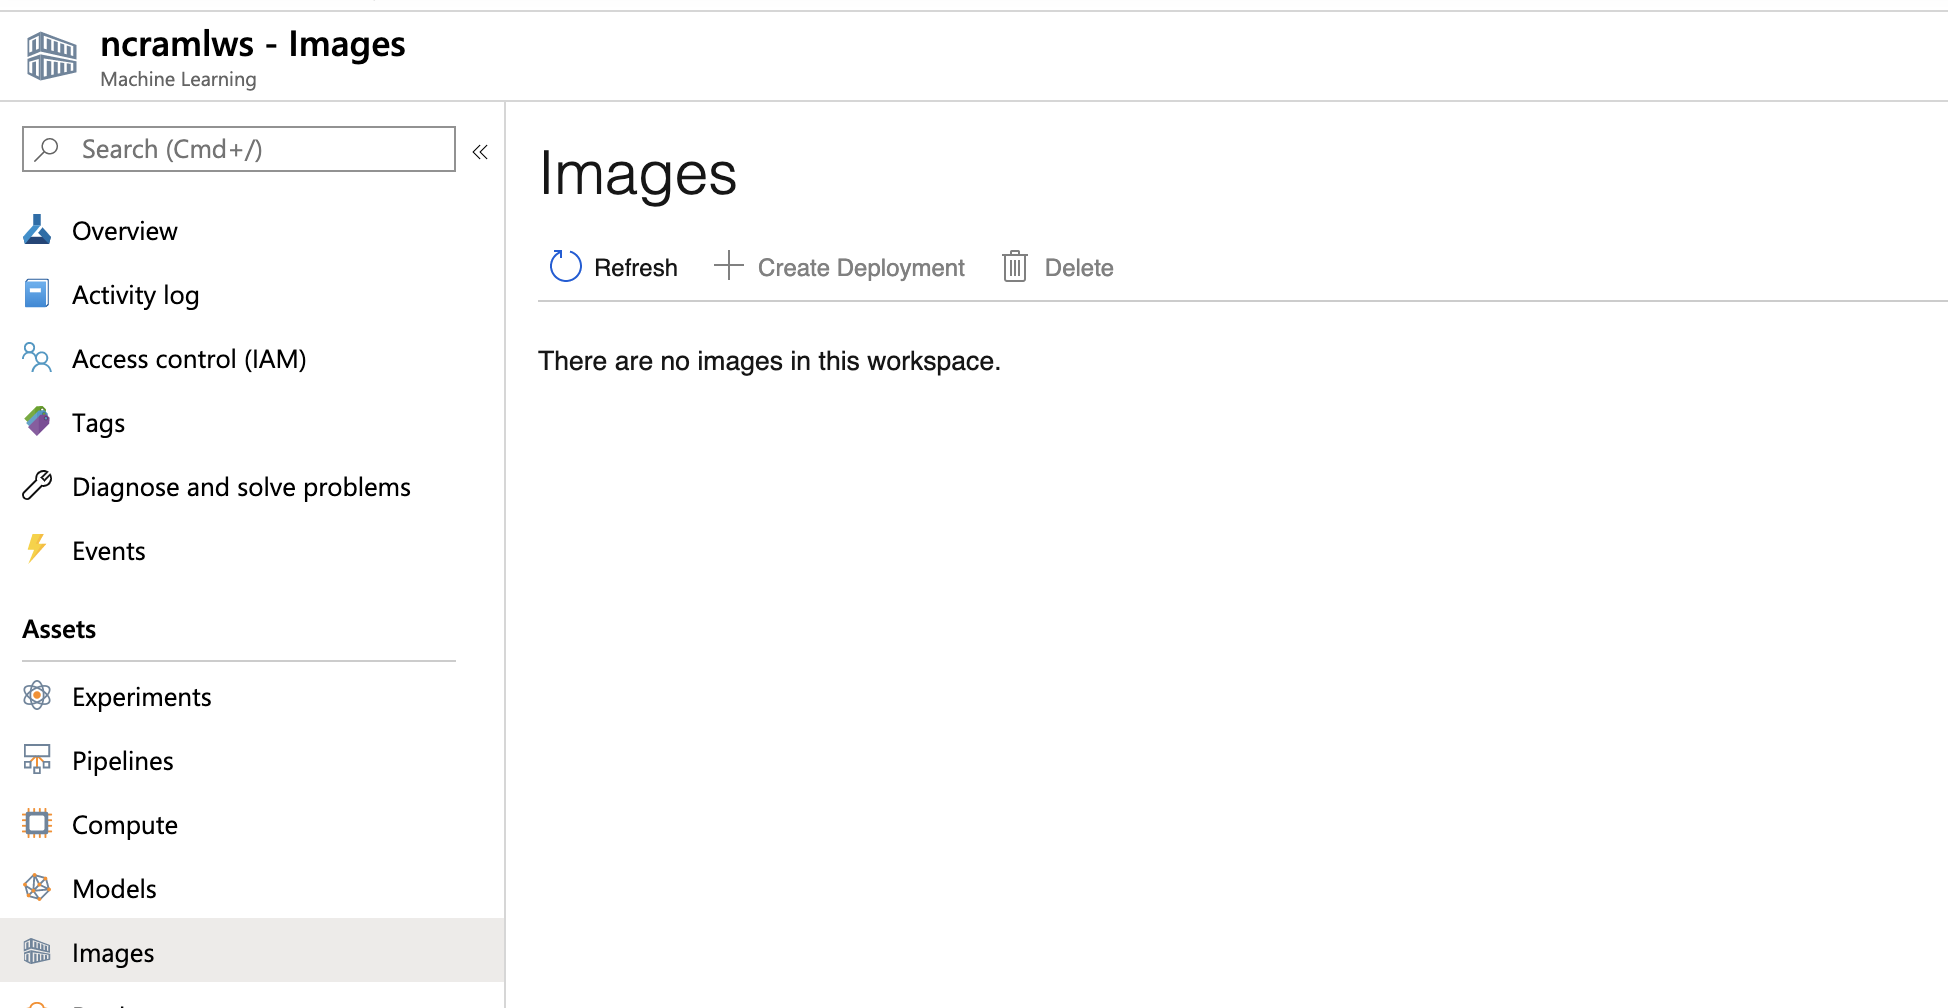 ncramlws - Images
Machine Learning
Search (Cmd+/)
«
Overview
Activity log
Access control (IAM)
Tags
Diagnose and solve problems
Events
Assets
Experiments
Pipelines
Compute
Models
Images
Images
Refresh
Create Deployment
Delete
There are no images in this workspace.